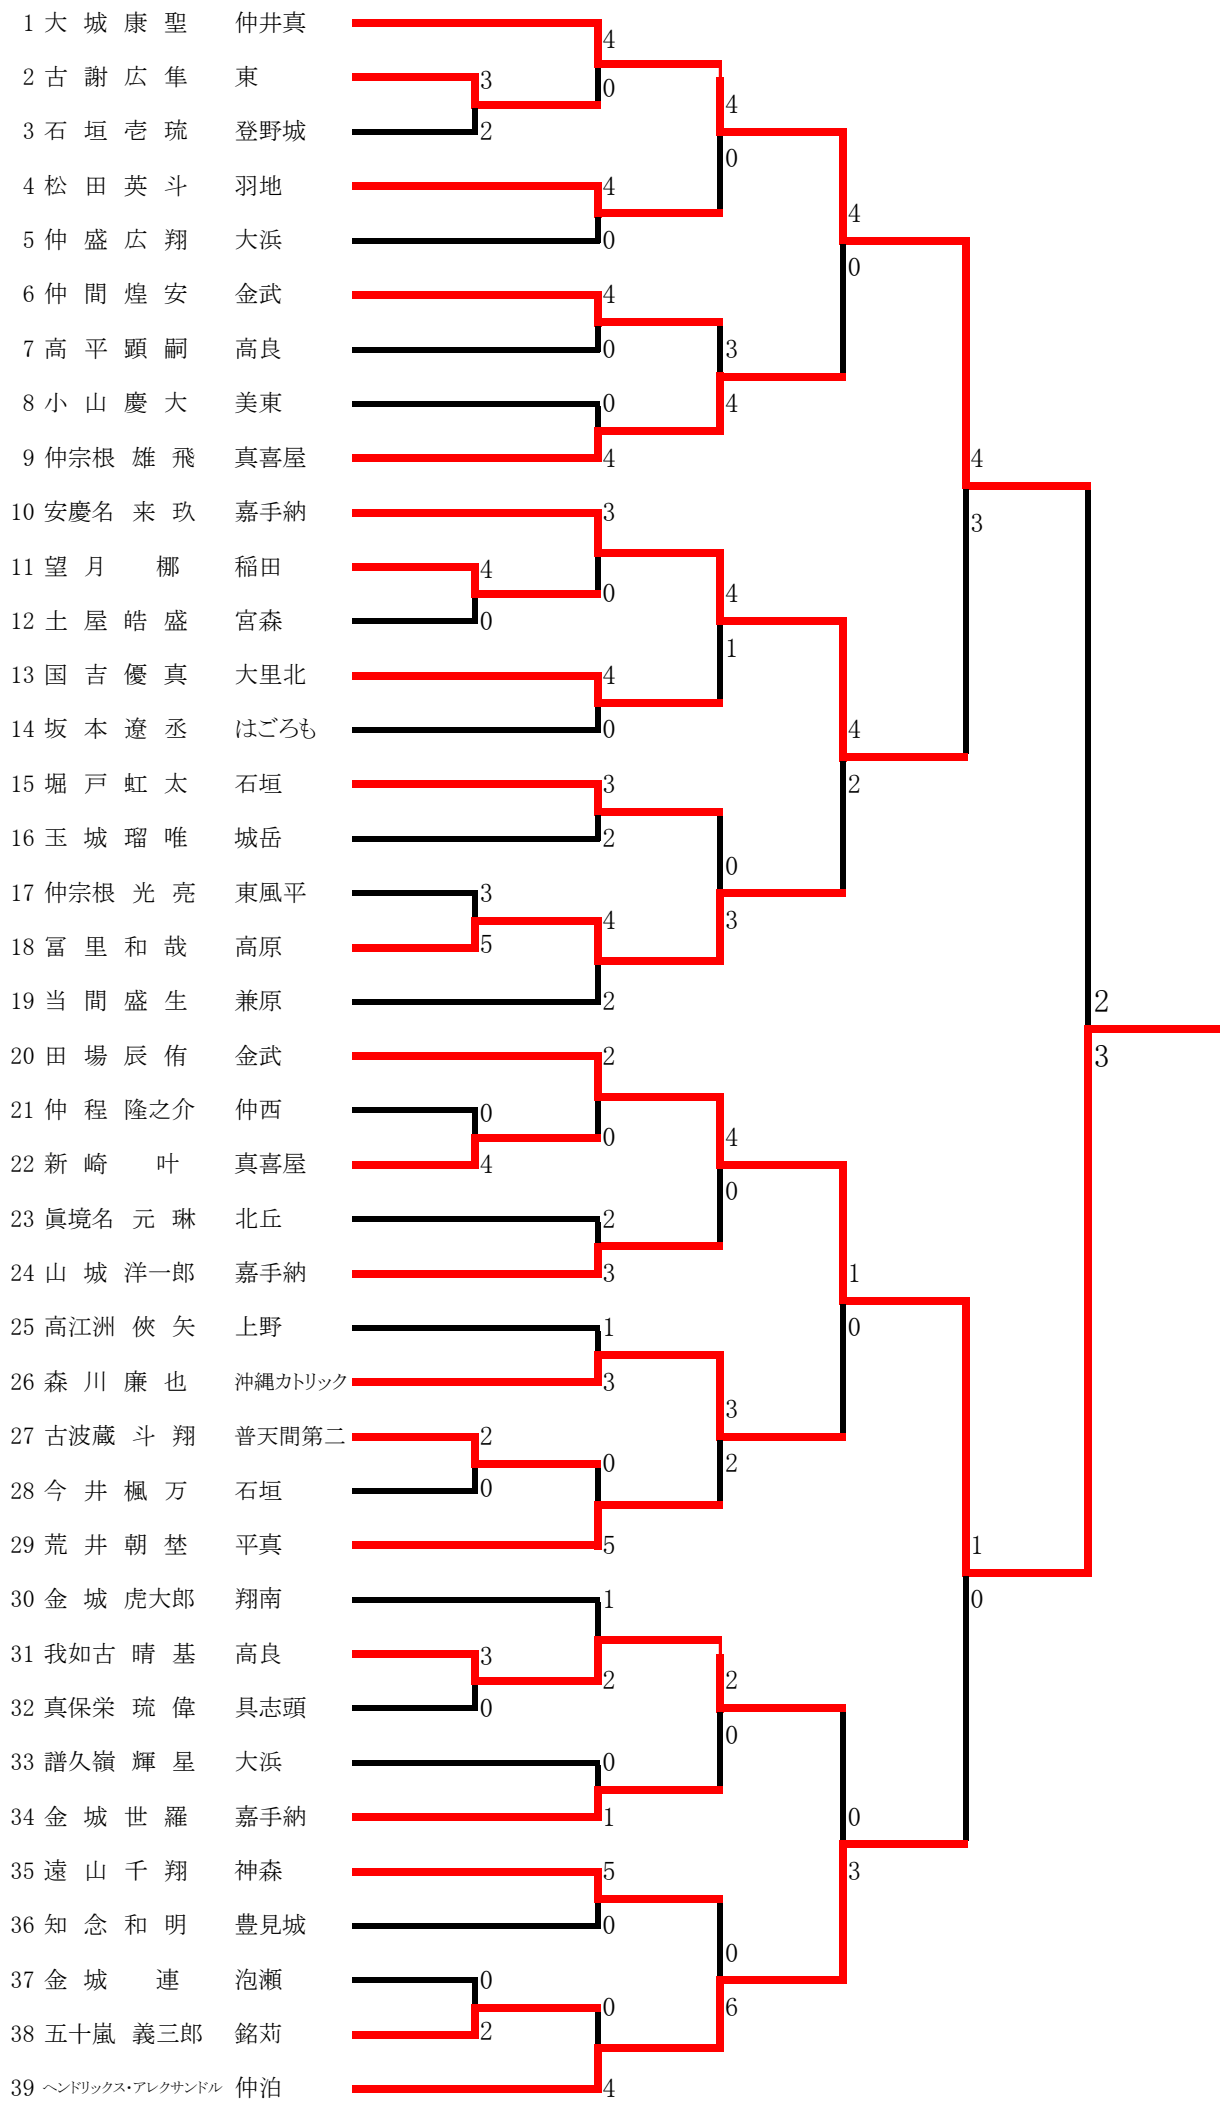 1 大 城 康 聖 仲井真
4
2 古 謝 広 隼 東
3
0
4
3 石 垣 壱 琉 登野城
2
0
4 松 田 英 斗 羽地
4
4
5 仲 盛 広 翔 大浜
0
0
6 仲 間 煌 安 金武
4
7 高 平 顕 嗣 高良
0
3
8 小 山 慶 大 美東
0
4
9 仲宗根 雄 飛 真喜屋
4
4
10 安慶名 来 玖 嘉手納
3
3
11 望 月 梛 稲田
4
0
4
12 土 屋 皓 盛 宮森
0
1
13 国 吉 優 真 大里北
4
14 坂 本 遼 丞 はごろも
0
4
15 堀 戸 虹 太 石垣
3
2
16 玉 城 瑠 唯 城岳
2
0
17 仲宗根 光 亮 東風平
3
4
3
18 冨 里 和 哉 高原
5
19 当 間 盛 生 兼原
2
2
20 田 場 辰 侑 金武
2
3
21 仲 程 隆之介 仲西
0
0
4
22 新 崎 叶 真喜屋
4
0
23 眞境名 元 琳 北丘
2
24 山 城 洋一郎 嘉手納
3
1
25 高江洲 俠 矢 上野
1
0
26 森 川 廉 也 沖縄カトリック
3
3
27 古波蔵 斗 翔 普天間第二
2
0
2
28 今 井 楓 万 石垣
0
29 荒 井 朝 埜 平真
5
1
30 金 城 虎大郎 翔南
1
0
31 我如古 晴 基 高良
3
2
2
32 真保栄 琉 偉 具志頭
0
0
33 譜久嶺 輝 星 大浜
0
34 金 城 世 羅 嘉手納
1
0
35 遠 山 千 翔 神森
5
3
36 知 念 和 明 豊見城
0
0
37 金 城 連 泡瀬
0
0
6
38 五十嵐 義三郎 銘苅
2
39 ヘンドリックス・アレクサンドル 仲泊
4